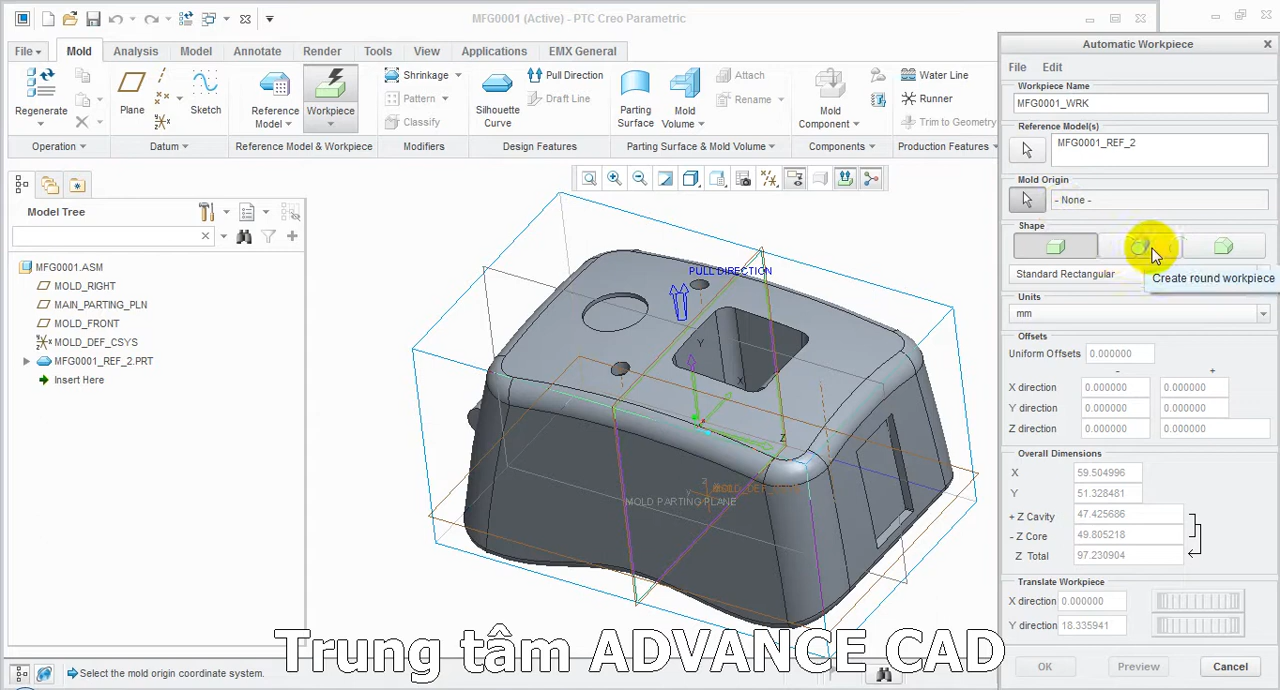 MFG0001 (Active) - PTC Creo Parametric
File
Mold
Analysis
Model
Annotate
Render
Tools
View
Applications
EMX General
Regenerate
Plane
Sketch
Reference Model
Workpiece
Shrinkage
Pattern
Classify
Silhouette Curve
Pull Direction
Draft Line
Parting Surface
Mold Volume
Attach
Rename
Mold Component
Water Line
Runner
Trim to Geometry
Operation
Datum
Reference Model & Workpiece
Modifiers
Design Features
Parting Surface & Mold Volume
Components
Production Features
Model Tree
MFG0001.ASM
MOLD_RIGHT
MAIN_PARTING_PLN
MOLD_FRONT
MOLD_DEF_CSYS
MFG0001_REF_2.PRT
Insert Here
PULL DIRECTION
Y
X
Z
MOLD PARTING PLANE
Automatic Workpiece
File Edit
Workpiece Name
MFG0001_WRK
Reference Model(s)
MFG0001_REF_2
Mold Origin
- None -
Shape
Standard Rectangular
Create round workpiece
Units
mm
Offsets
Uniform Offsets 0.000000
- +
X direction 0.000000 0.000000
Y direction 0.000000 0.000000
Z direction 0.000000 0.000000
Overall Dimensions
X 59.504996
Y 51.328481
+ Z Cavity 47.425686
- Z Core 49.805218
Z Total 97.230904
Translate Workpiece
X direction 0.000000
Y direction 18.335941
OK Preview Cancel
Select the mold origin coordinate system.
Trung tâm ADVANCE CAD